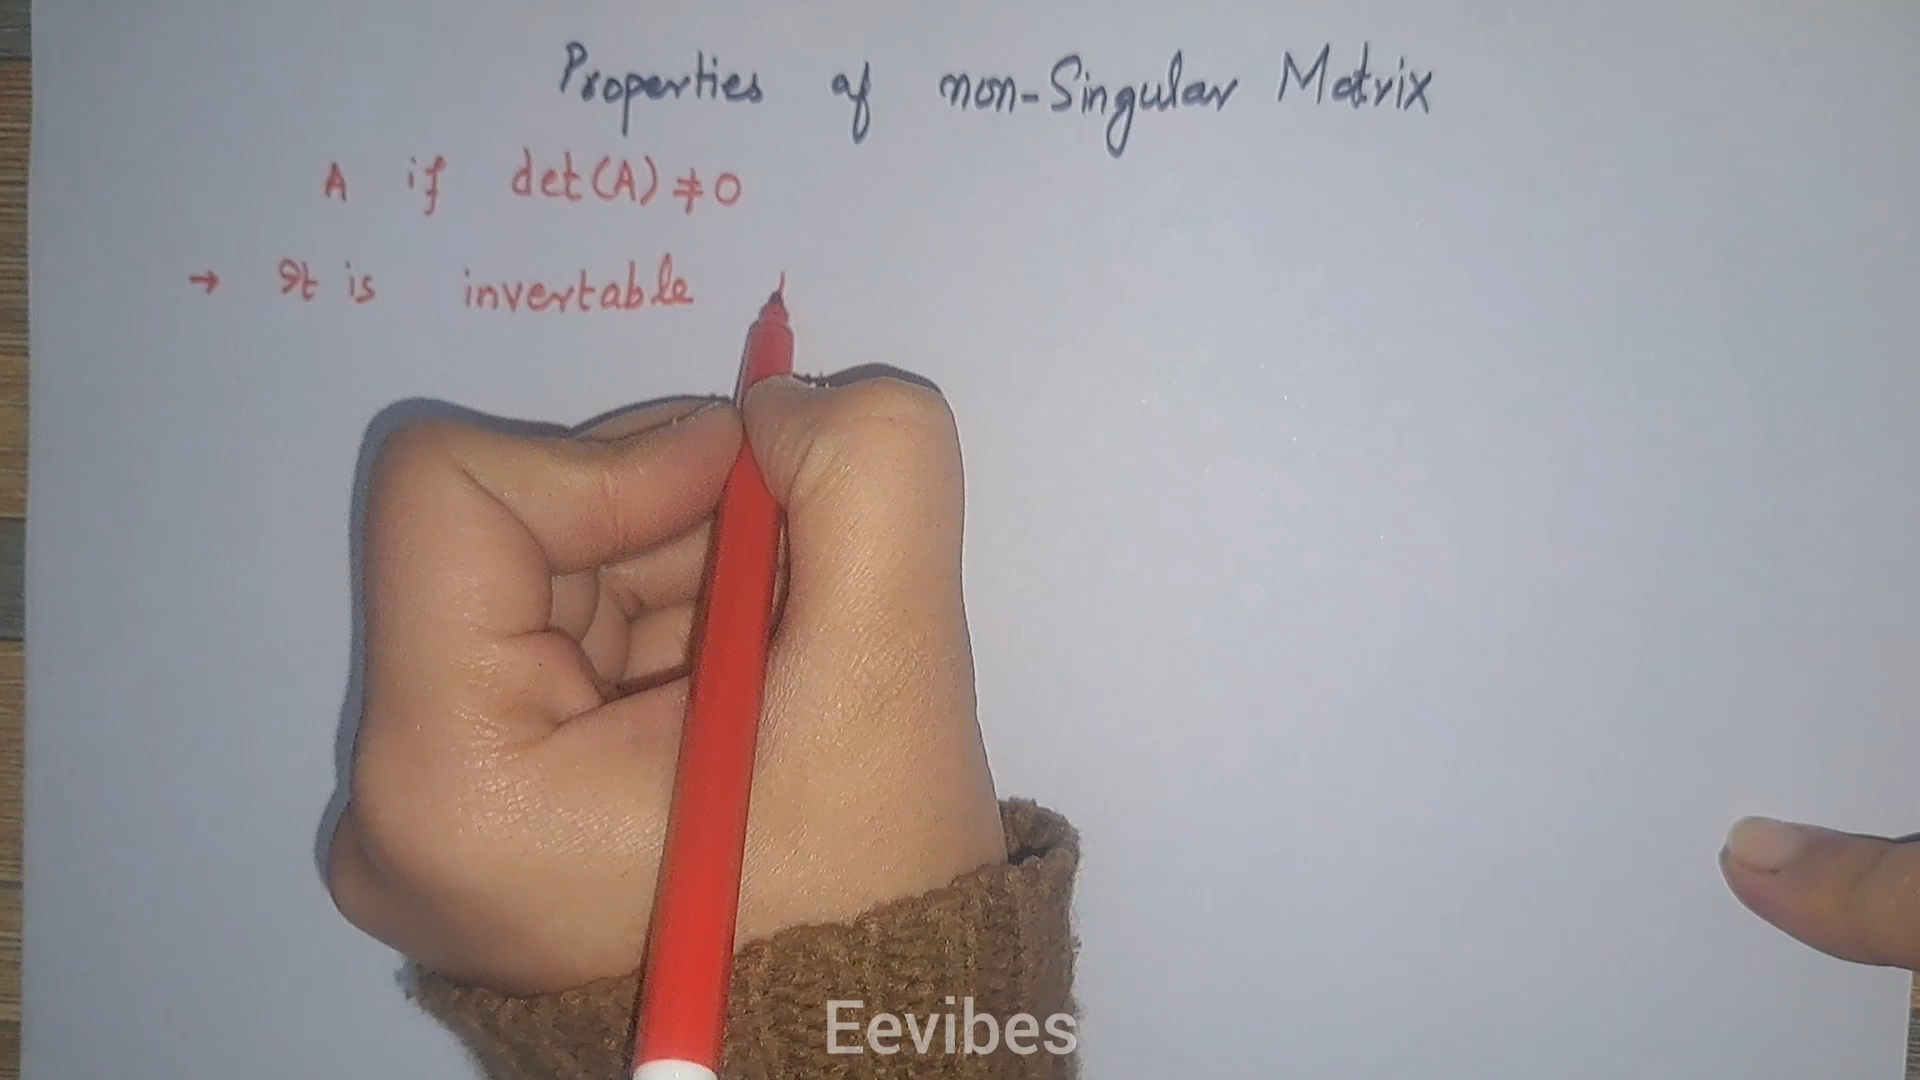 Properties of non-Singular Matrix
A if det(A) ≠ 0
→ It is invertable
Eevibes